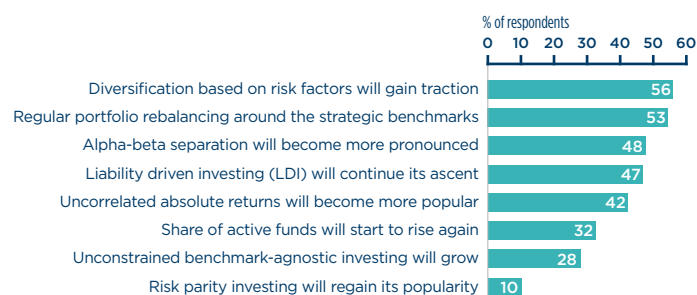 % of respondents
0 10 20 30 40 50 60
Diversification based on risk factors will gain traction 56
Regular portfolio rebalancing around the strategic benchmarks 53
Alpha-beta separation will become more pronounced 48
Liability driven investing (LDI) will continue its ascent 47
Uncorrelated absolute returns will become more popular 42
Share of active funds will start to rise again 32
Unconstrained benchmark-agnostic investing will grow 28
Risk parity investing will regain its popularity 10